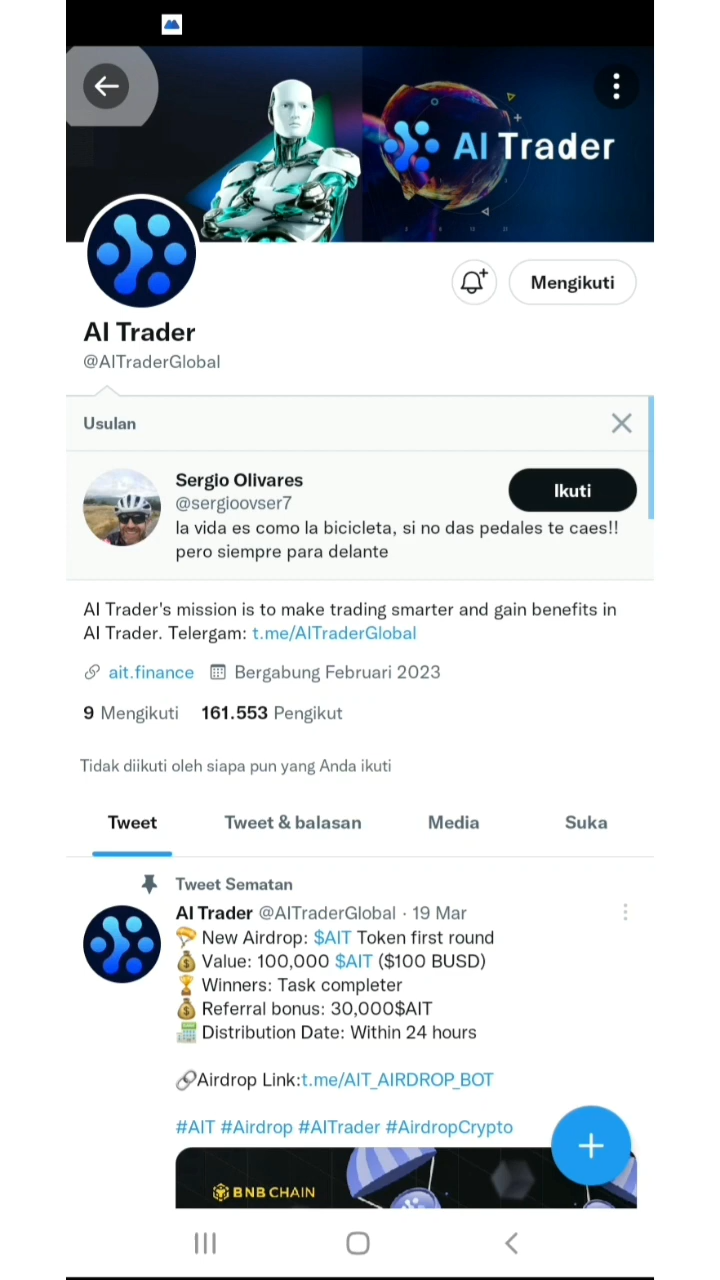 AI Trader
Mengikuti
AI Trader
@AITraderGlobal
Usulan
Sergio Olivares
@sergioovser7
Ikuti
la vida es como la bicicleta, si no das pedales te caes!!
pero siempre para delante
AI Trader's mission is to make trading smarter and gain benefits in
AI Trader. Telergam: t.me/AITraderGlobal
ait.finance Bergabung Februari 2023
9 Mengikuti 161.553 Pengikut
Tidak diikuti oleh siapa pun yang Anda ikuti
Tweet Tweet & balasan Media Suka
Tweet Sematan
AI Trader @AITraderGlobal · 19 Mar
New Airdrop: $AIT Token first round
Value: 100,000 $AIT ($100 BUSD)
Winners: Task completer
Referral bonus: 30,000$AIT
Distribution Date: Within 24 hours
Airdrop Link:t.me/AIT_AIRDROP_BOT
#AIT #Airdrop #AITrader #AirdropCrypto
BNB CHAIN